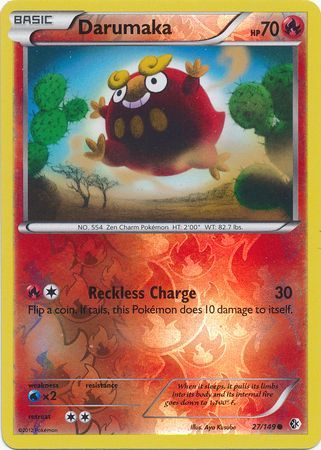 BASIC
Darumaka HP70
NO. 554 Zen Charm Pokémon HT: 2'00" WT: 82.7 lbs.
Reckless Charge 30
Flip a coin. If tails, this Pokémon does 10 damage to itself.
weakness resistance
×2
retreat
When it sleeps, it pulls its limbs
into its body and its internal fire
goes down to 1,100° F.
©2012 Pokémon Illus. Ayo Kusube 27/149